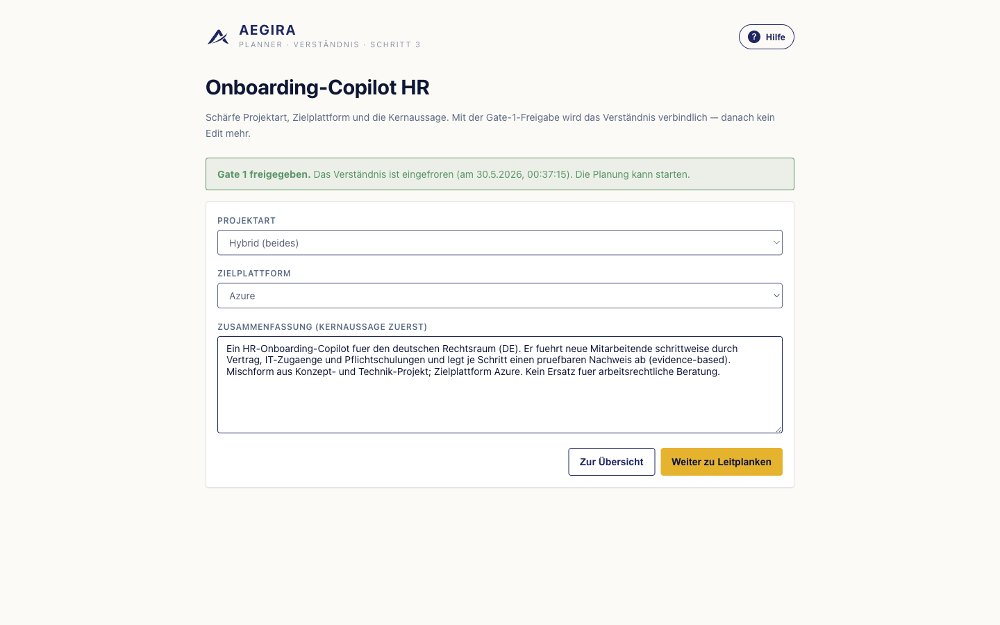 AEGIRA
PLANNER · VERSTÄNDNIS · SCHRITT 3
? Hilfe
Onboarding-Copilot HR
Schärfe Projektart, Zielplattform und die Kernaussage. Mit der Gate-1-Freigabe wird das Verständnis verbindlich — danach kein
Edit mehr.
Gate 1 freigegeben. Das Verständnis ist eingefroren (am 30.5.2026, 00:37:15). Die Planung kann starten.
PROJEKTART
Hybrid (beides)
ZIELPLATTFORM
Azure
ZUSAMMENFASSUNG (KERNAUSSAGE ZUERST)
Ein HR-Onboarding-Copilot fuer den deutschen Rechtsraum (DE). Er fuehrt neue Mitarbeitende schrittweise durch
Vertrag, IT-Zugaenge und Pflichtschulungen und legt je Schritt einen pruefbaren Nachweis ab (evidence-based).
Mischform aus Konzept- und Technik-Projekt; Zielplattform Azure. Kein Ersatz fuer arbeitsrechtliche Beratung.
Zur Übersicht
Weiter zu Leitplanken